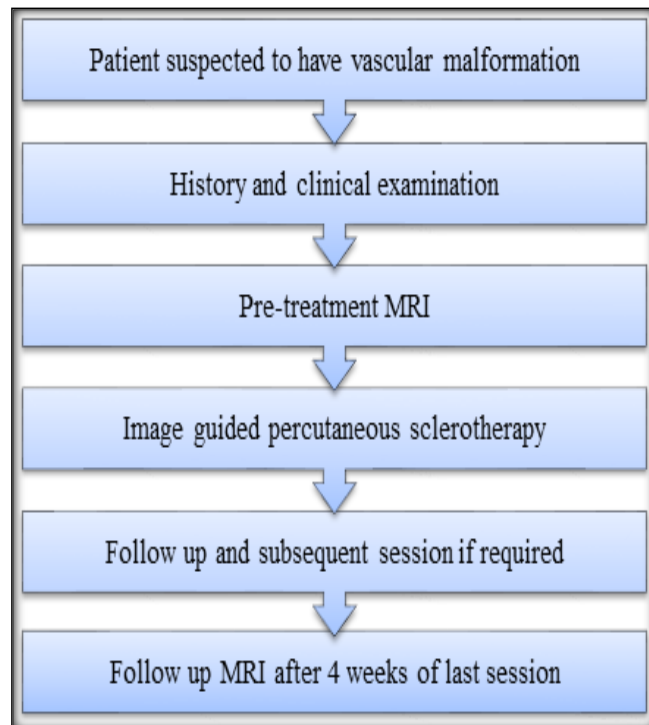 Patient suspected to have vascular malformation
History and clinical examination
Pre-treatment MRI
Image guided percutaneous sclerotherapy
Follow up and subsequent session if required
Follow up MRI after 4 weeks of last session